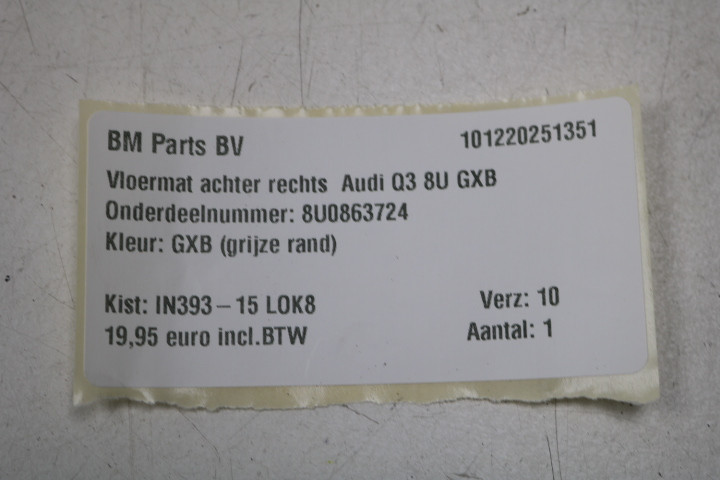 BM Parts BV 101220251351
Vloermat achter rechts Audi Q3 8U GXB
Onderdeelnummer: 8U0863724
Kleur: GXB (grijze rand)
Kist: IN393-15 LOK8 Verz: 10
19,95 euro incl.BTW Aantal: 1